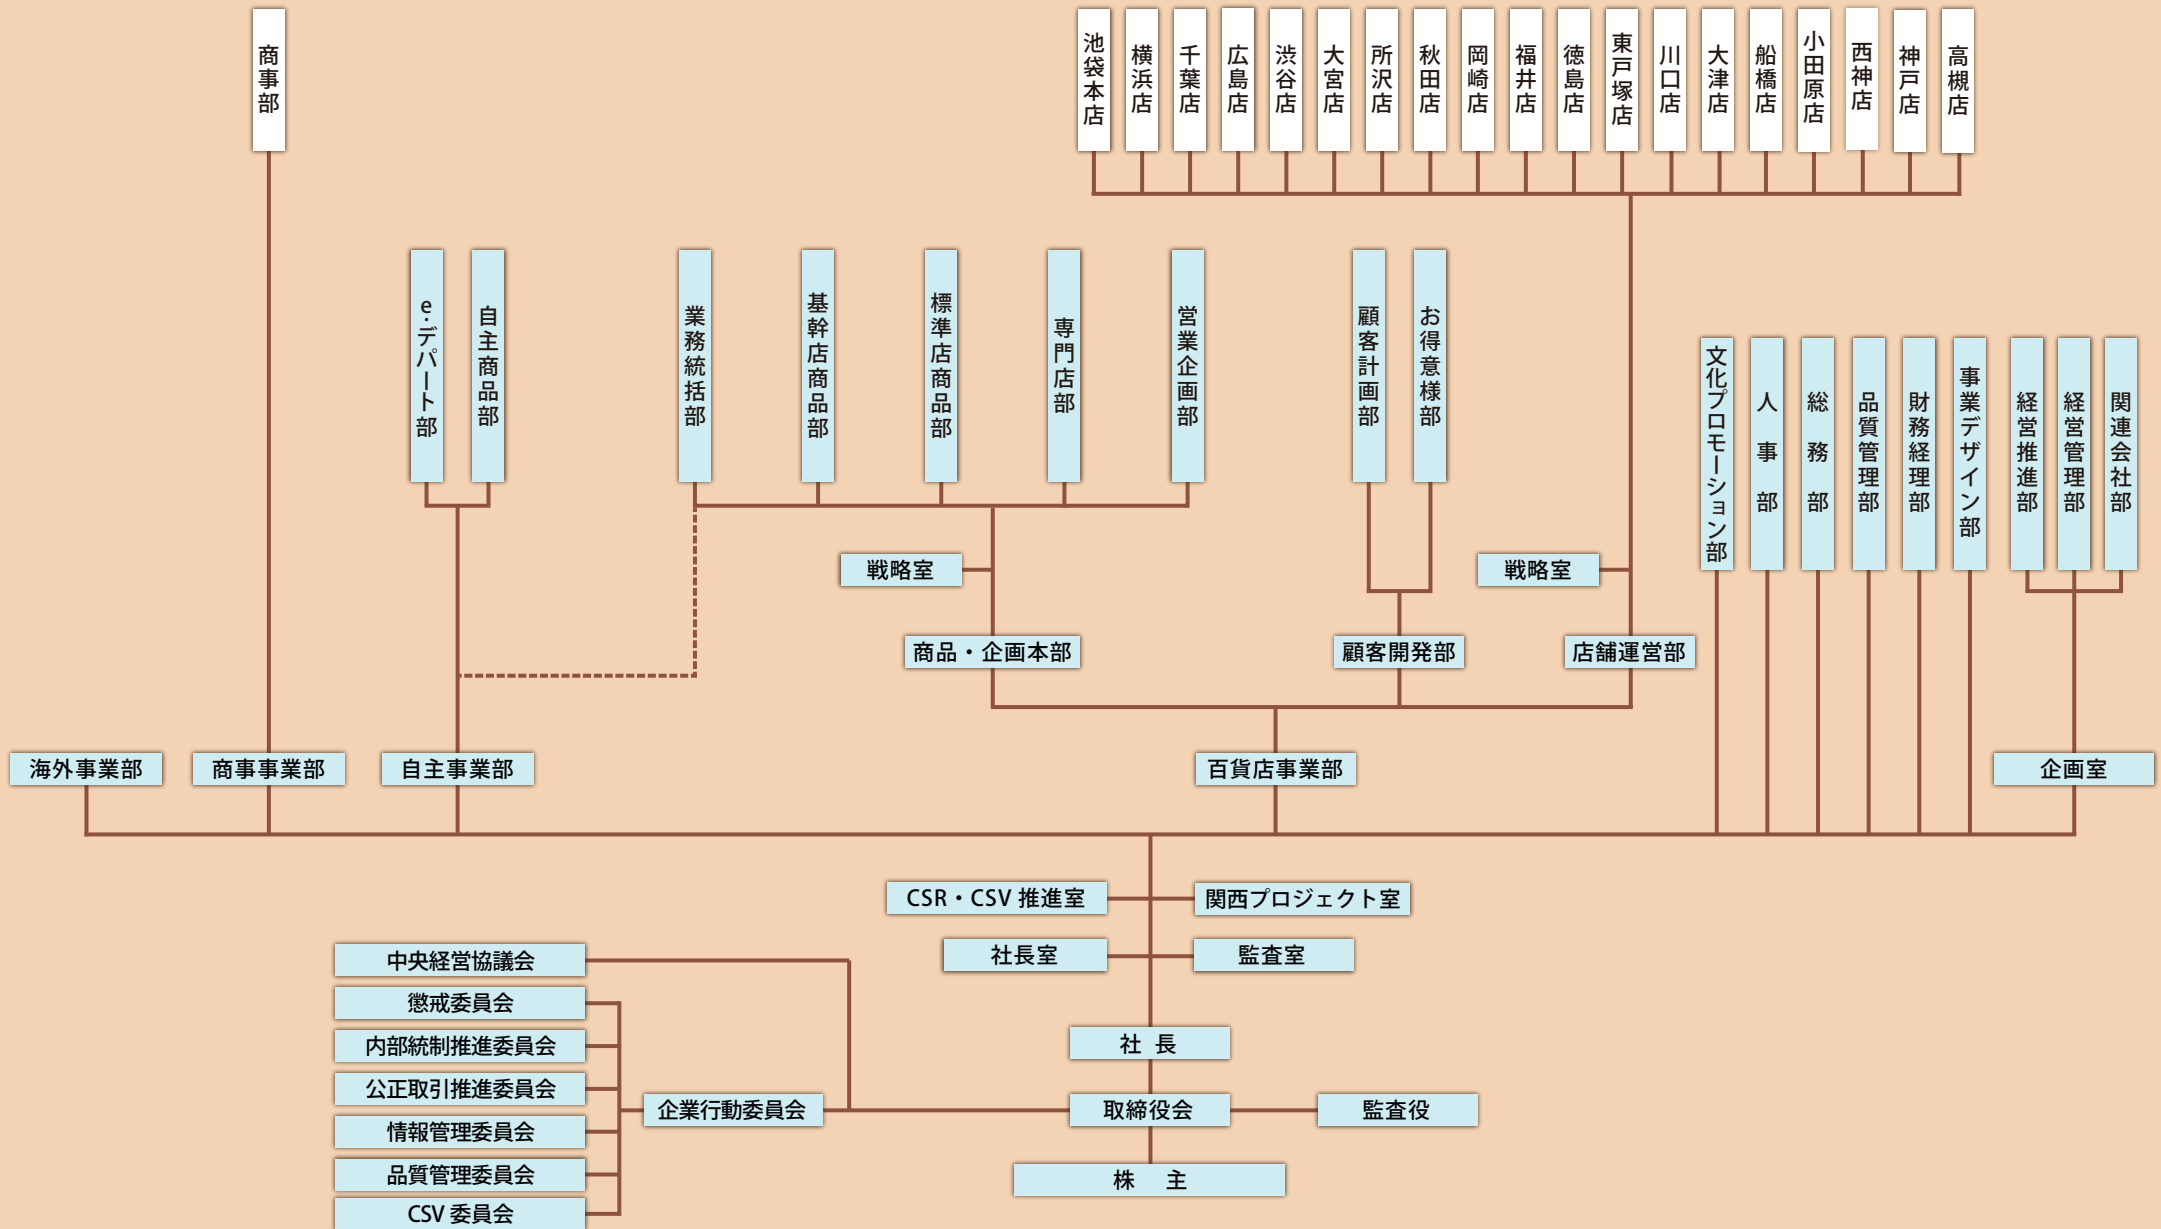 商事部
池袋本店
横浜店
千葉店
広島店
渋谷店
大宮店
所沢店
秋田店
岡崎店
福井店
徳島店
東戸塚店
川口店
大津店
船橋店
小田原店
西神店
神戸店
高槻店
e・デパート部
自主商品部
業務統括部
基幹店商品部
標準店商品部
専門店部
営業企画部
顧客計画部
お得意様部
文化プロモーション部
人事部
総務部
品質管理部
財務経理部
事業デザイン部
経営推進部
経営管理部
関連会社部
戦略室
戦略室
商品・企画本部
顧客開発部
店舗運営部
海外事業部
商事事業部
自主事業部
百貨店事業部
企画室
CSR・CSV 推進室
関西プロジェクト室
社長室
監査室
中央経営協議会
懲戒委員会
内部統制推進委員会
公正取引推進委員会
情報管理委員会
品質管理委員会
CSV 委員会
企業行動委員会
社 長
取締役会
監査役
株 主